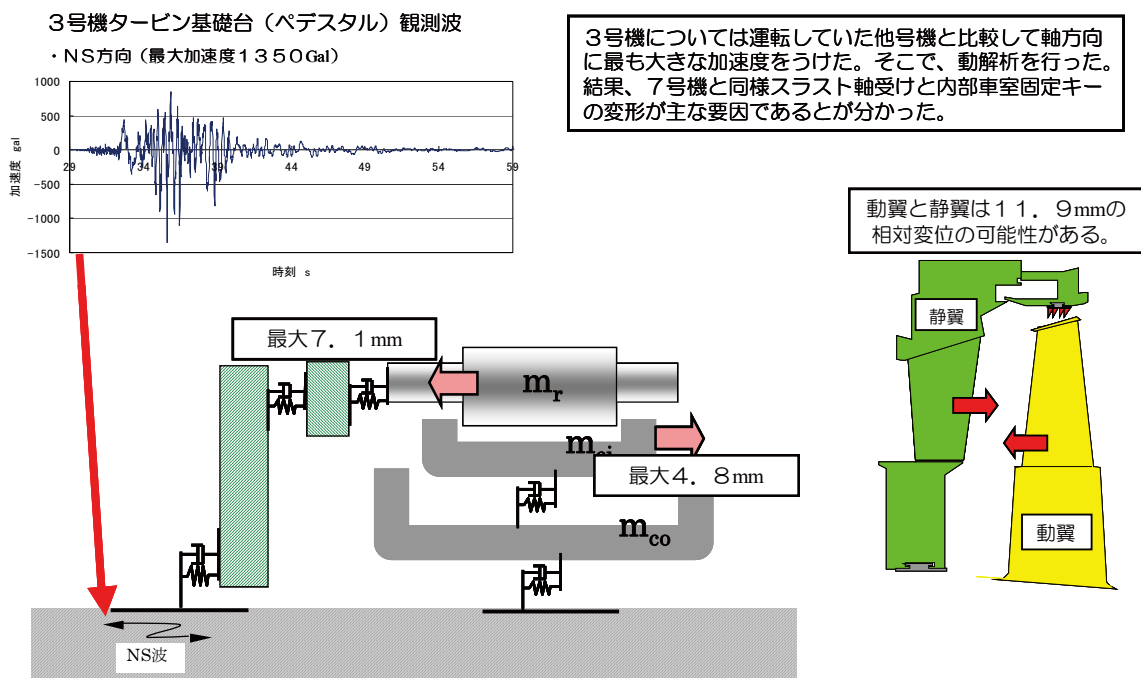 3号機タービン基礎台（ペデスタル）観測波
・NS方向（最大加速度1350Gal）
3号機については運転していた他号機と比較して軸方向
に最も大きな加速度をうけた。そこで、動解析を行った。
結果、7号機と同様スラスト軸受けと内部車室固定キー
の変形が主な要因であるとが分かった。
1000
500
0
-500
-1000
-1500
29
34
39
44
49
54
59
加速度 gal
時刻 s
動翼と静翼は11．9mmの
相対変位の可能性がある。
静翼
動翼
最大7．1mm
m_r
最大4．8mm
m_co
NS波